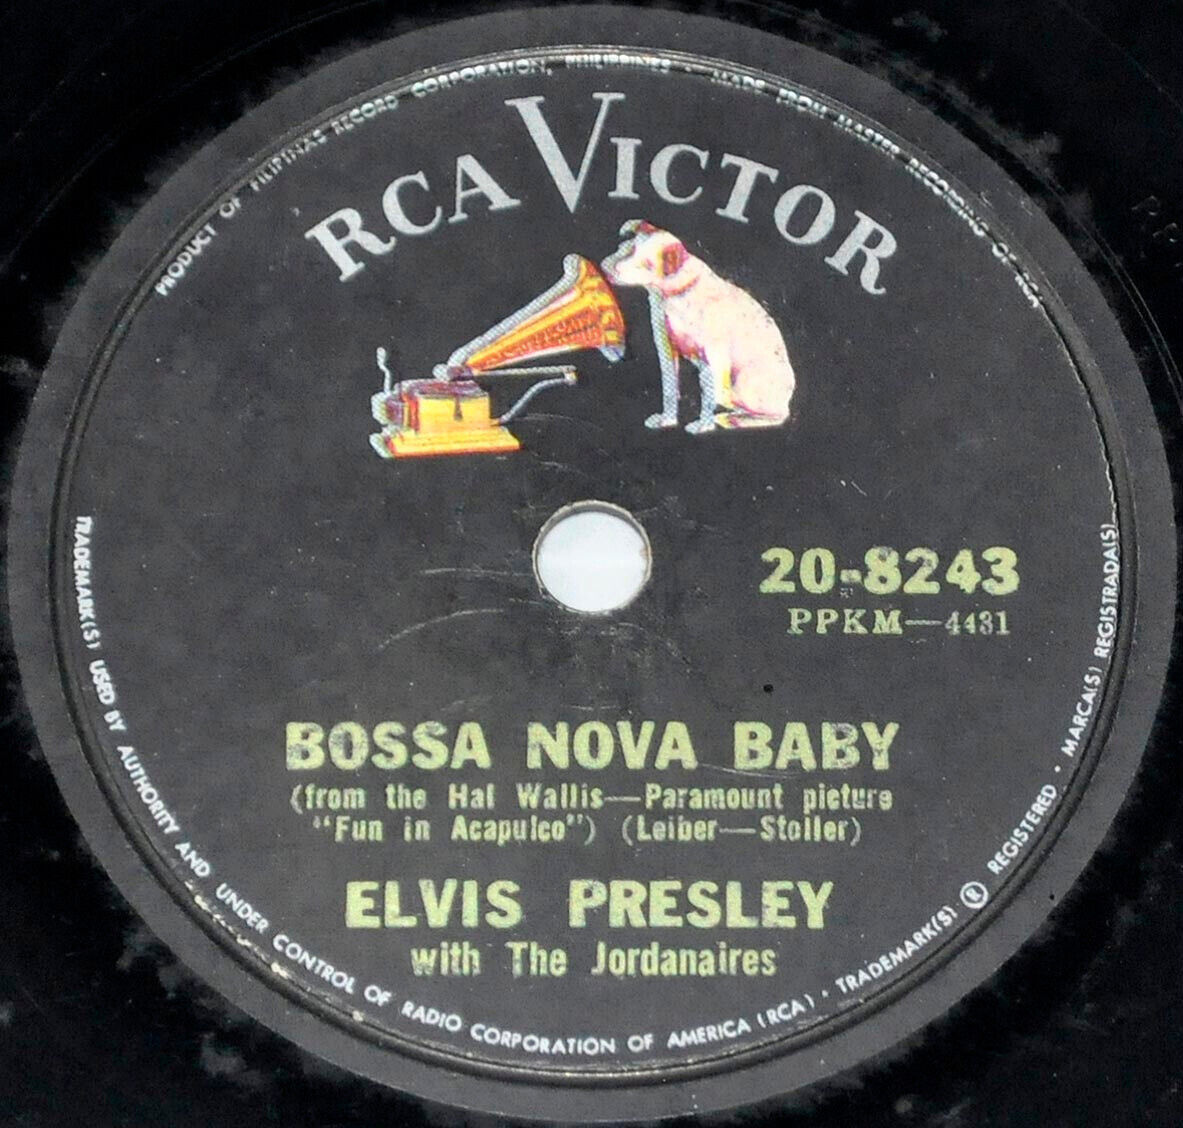 PRODUCT OF FILIPINAS RECORD CORPORATION, PHILIPPINES - MADE FROM MASTER RECORDING OF RCA
RCA VICTOR
20-8243
PPKM—4431
BOSSA NOVA BABY
(from the Hal Wallis—Paramount picture
"Fun in Acapulco") (Leiber—Stoller)
ELVIS PRESLEY
with The Jordanaires
TRADEMARK(S) USED BY AUTHORITY AND UNDER CONTROL OF RADIO CORPORATION OF AMERICA (RCA) • TRADEMARK(S) ® REGISTERED • MARCA(S) REGISTRADA(S)